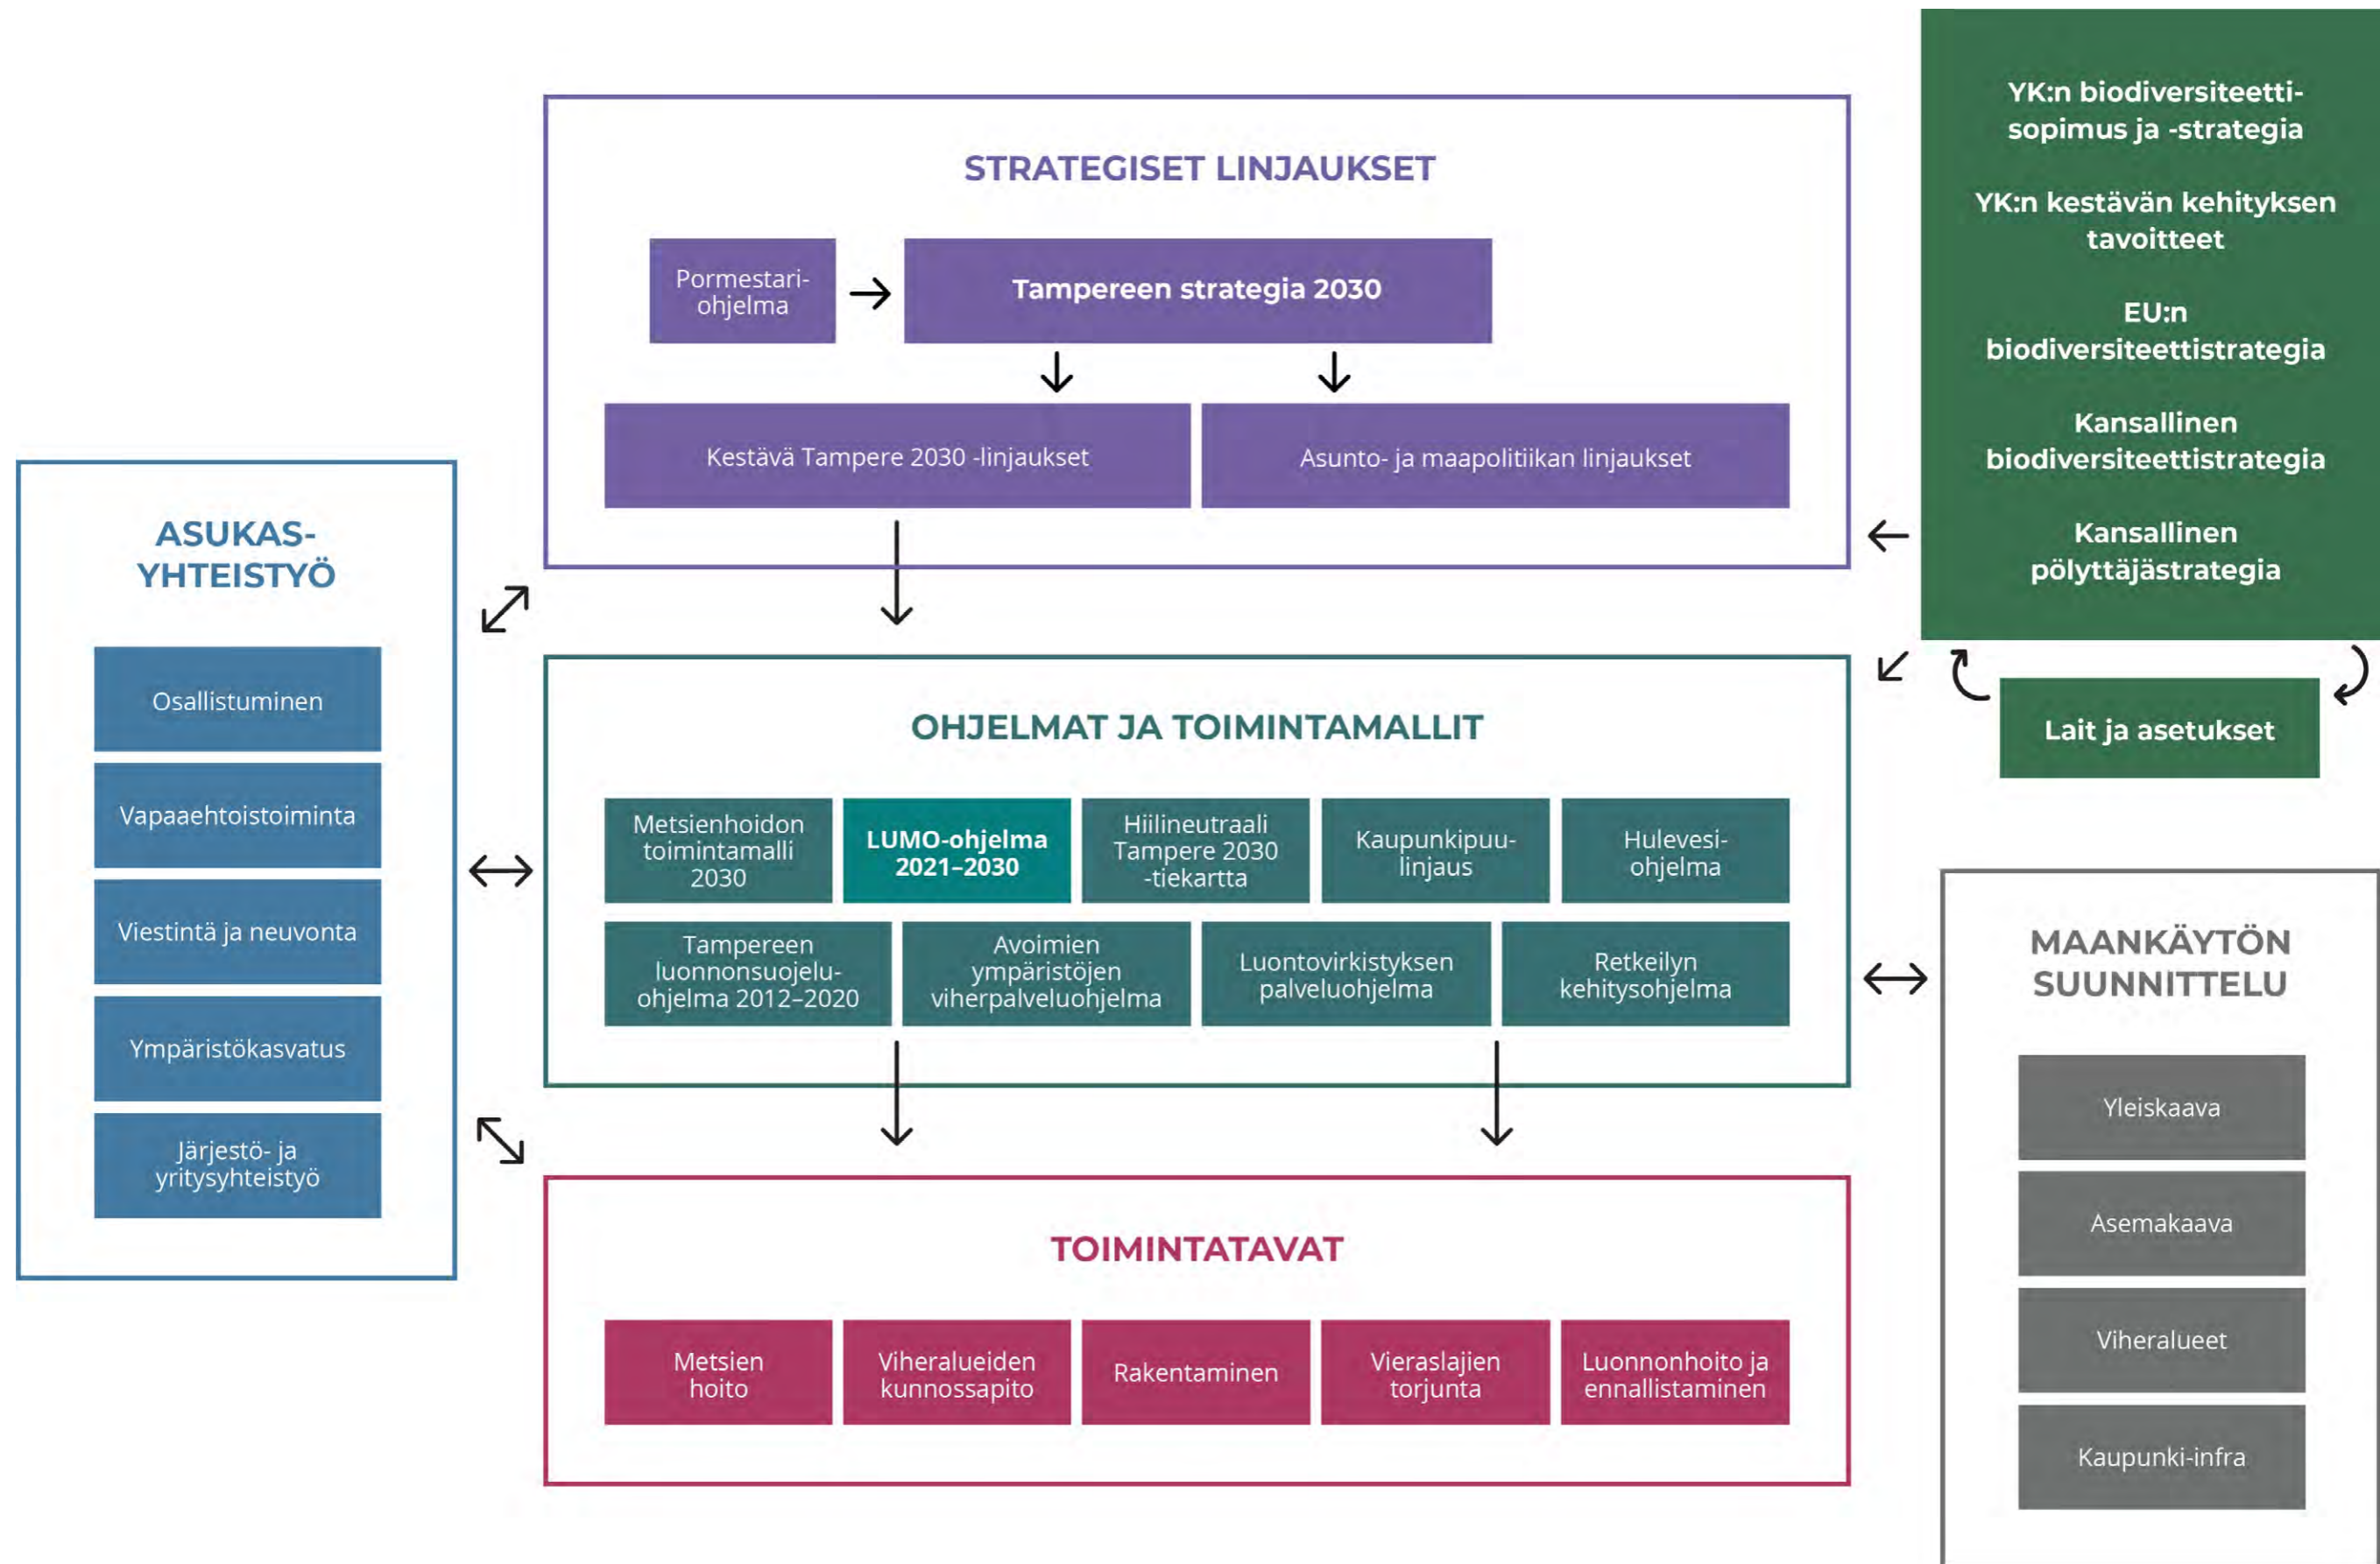 STRATEGISET LINJAUKSET
Pormestari-
ohjelma
Tampereen strategia 2030
Kestävä Tampere 2030 -linjaukset
Asunto- ja maapolitiikan linjaukset
YK:n biodiversiteetti-
sopimus ja -strategia
YK:n kestävän kehityksen
tavoitteet
EU:n
biodiversiteettistrategia
Kansallinen
biodiversiteettistrategia
Kansallinen
pölyttäjästrategia
Lait ja asetukset
ASUKAS-
YHTEISTYÖ
Osallistuminen
Vapaaehtoistoiminta
Viestintä ja neuvonta
Ympäristökasvatus
Järjestö- ja
yritysyhteistyö
OHJELMAT JA TOIMINTAMALLIT
Metsienhoidon
toimintamalli
2030
LUMO-ohjelma
2021–2030
Hiilineutraali
Tampere 2030
-tiekartta
Kaupunkipuu-
linjaus
Hulevesi-
ohjelma
Tampereen
luonnonsuojelu-
ohjelma 2012–2020
Avoimien
ympäristöjen
viherpalveluohjelma
Luontovirkistyksen
palveluohjelma
Retkeilyn
kehitysohjelma
MAANKÄYTÖN
SUUNNITTELU
Yleiskaava
Asemakaava
Viheralueet
Kaupunki-infra
TOIMINTATAVAT
Metsien
hoito
Viheralueiden
kunnossapito
Rakentaminen
Vieraslajien
torjunta
Luonnonhoito ja
ennallistaminen